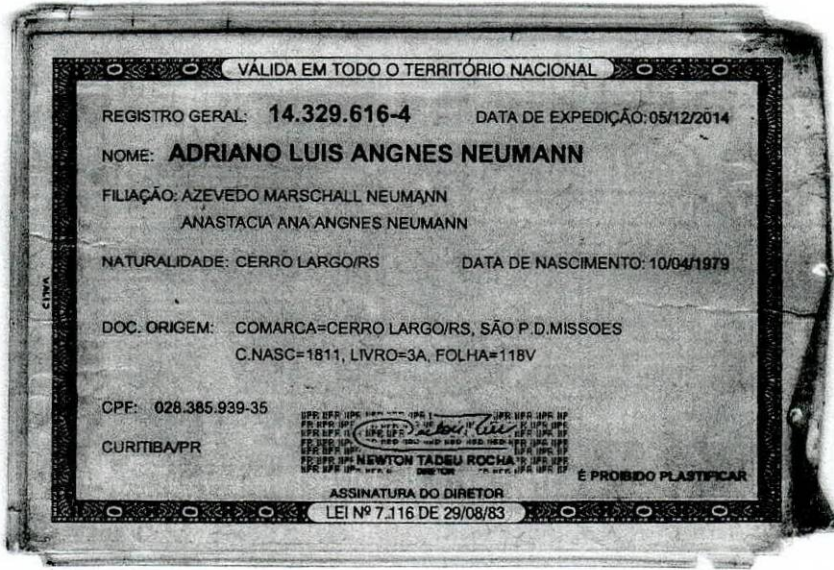 VÁLIDA EM TODO O TERRITÓRIO NACIONAL
REGISTRO GERAL: 14.329.616-4 DATA DE EXPEDIÇÃO: 05/12/2014
NOME: ADRIANO LUIS ANGNES NEUMANN
FILIAÇÃO: AZEVEDO MARSCHALL NEUMANN
ANASTACIA ANA ANGNES NEUMANN
NATURALIDADE: CERRO LARGO/RS DATA DE NASCIMENTO: 10/04/1979
DOC. ORIGEM: COMARCA=CERRO LARGO/RS, SÃO P.D.MISSOES
C.NASC=1811, LIVRO=3A, FOLHA=118V
CPF: 028.385.939-35
CURITIBA/PR
NEWTON TADEU ROCHA
DIRETOR
É PROIBIDO PLASTIFICAR
ASSINATURA DO DIRETOR
LEI Nº 7.116 DE 29/08/83